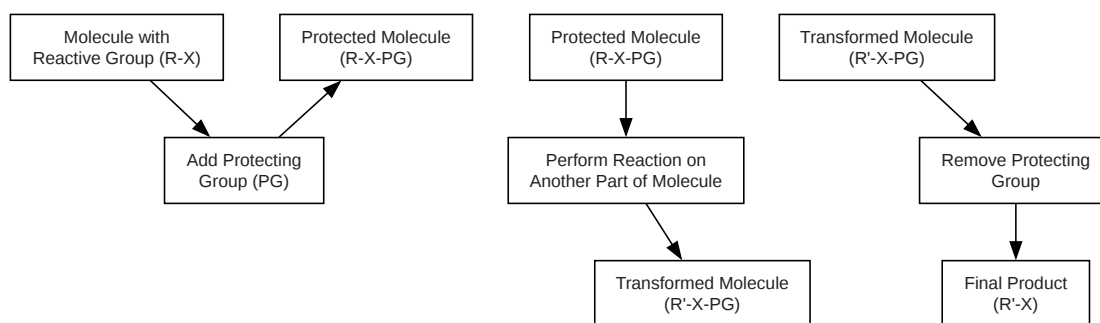 Molecule with
Reactive Group (R-X)
Protected Molecule
(R-X-PG)
Protected Molecule
(R-X-PG)
Transformed Molecule
(R'-X-PG)
Add Protecting
Group (PG)
Perform Reaction on
Another Part of Molecule
Remove Protecting
Group
Transformed Molecule
(R'-X-PG)
Final Product
(R'-X)